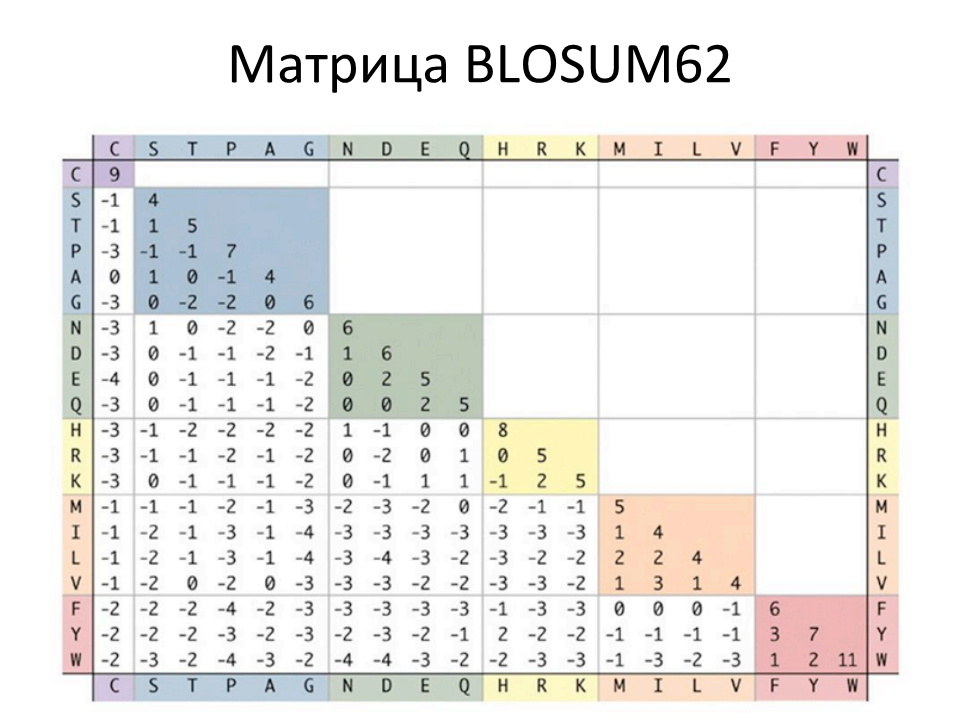 Матрица BLOSUM62
C S T P A G N D E Q H R K M I L V F Y W
C 9 C
S -1 4 S
T -1 1 5 T
P -3 -1 -1 7 P
A 0 1 0 -1 4 A
G -3 0 -2 -2 0 6 G
N -3 1 0 -2 -2 0 6 N
D -3 0 -1 -1 -2 -1 1 6 D
E -4 0 -1 -1 -1 -2 0 2 5 E
Q -3 0 -1 -1 -1 -2 0 0 2 5 Q
H -3 -1 -2 -2 -2 -2 1 -1 0 0 8 H
R -3 -1 -1 -2 -1 -2 0 -2 0 1 0 5 R
K -3 0 -1 -1 -1 -2 0 -1 1 1 -1 2 5 K
M -1 -1 -1 -2 -1 -3 -2 -3 -2 0 -2 -1 -1 5 M
I -1 -2 -1 -3 -1 -4 -3 -3 -3 -3 -3 -3 -3 1 4 I
L -1 -2 -1 -3 -1 -4 -3 -4 -3 -2 -3 -2 -2 2 2 4 L
V -1 -2 0 -2 0 -3 -3 -3 -2 -2 -3 -3 -2 1 3 1 4 V
F -2 -2 -2 -4 -2 -3 -3 -3 -3 -3 -1 -3 -3 0 0 0 -1 6 F
Y -2 -2 -2 -3 -2 -3 -2 -3 -2 -1 2 -2 -2 -1 -1 -1 -1 3 7 Y
W -2 -3 -2 -4 -3 -2 -4 -4 -3 -2 -2 -3 -3 -1 -3 -2 -3 1 2 11 W
C S T P A G N D E Q H R K M I L V F Y W